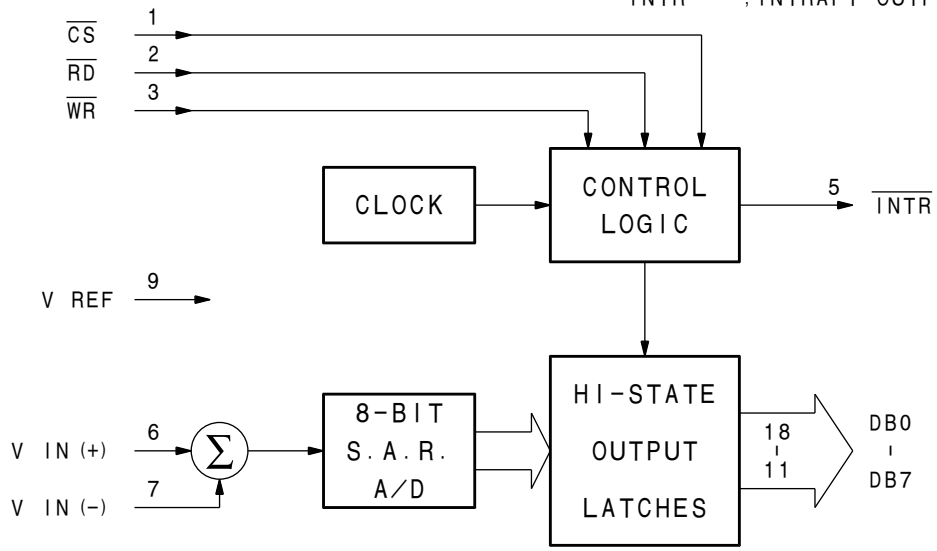 CS
1
RD
2
WR
3
CLOCK
CONTROL
LOGIC
5
INTR
V REF
9
V IN (+)
6
V IN (-)
7
Σ
8-BIT
S.A.R.
A/D
HI-STATE
OUTPUT
LATCHES
18
-
11
DB0
-
DB7